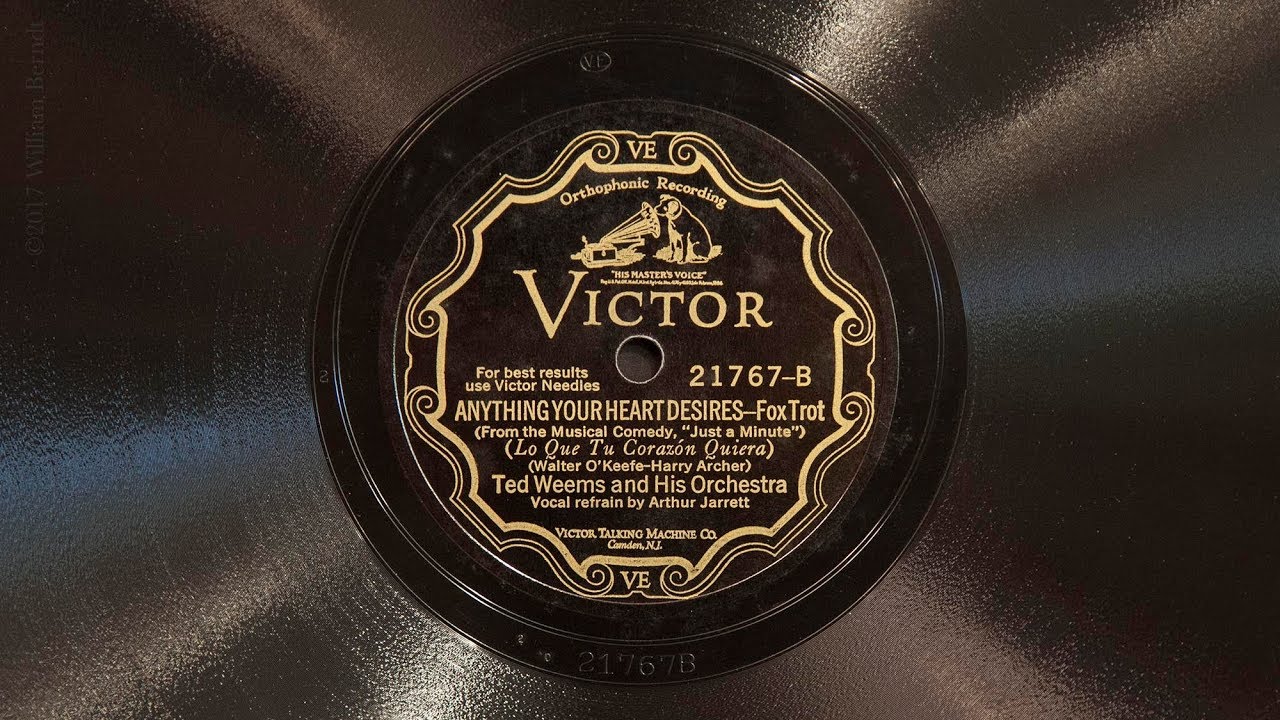 ©2017 William Berndt
VE
VE
Orthophonic Recording
"HIS MASTER'S VOICE"
VICTOR
For best results
use Victor Needles
21767-B
ANYTHING YOUR HEART DESIRES—Fox Trot
(From the Musical Comedy, "Just a Minute")
(Lo Que Tu Corazón Quiera)
(Walter O'Keefe-Harry Archer)
Ted Weems and His Orchestra
Vocal refrain by Arthur Jarrett
VICTOR TALKING MACHINE CO.
Camden, N.J.
VE
21767B